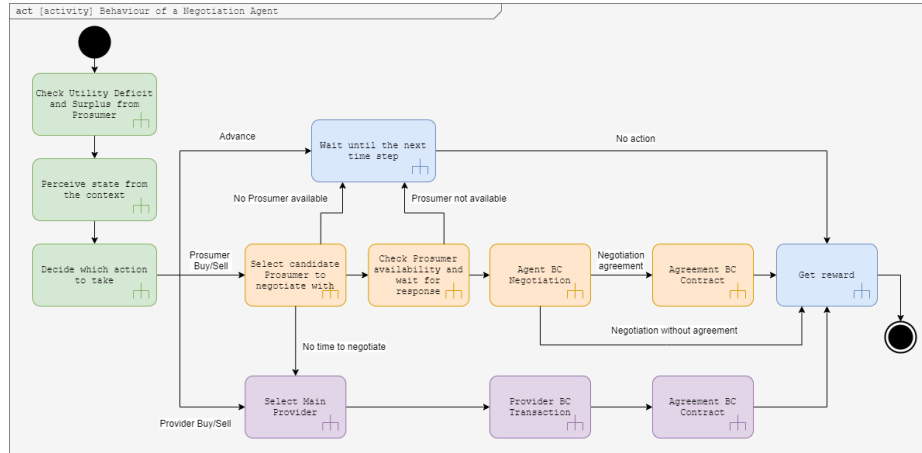 act [activity] Behaviour of a Negotiation Agent
Check Utility Deficit
and Surplus from
Prosumer
Advance
Wait until the next
time step
No action
Perceive state from
the context
No Prosumer available
Prosumer not available
Decide which action
to take
Prosumer
Buy/Sell
Select candidate
Prosumer to
negotiate with
Check Prosumer
availability and
wait for
response
Agent BC
Negotiation
Negotiation
agreement
Agreement BC
Contract
Get reward
Negotiation without agreement
No time to negotiate
Provider Buy/Sell
Select Main
Provider
Provider BC
Transaction
Agreement BC
Contract